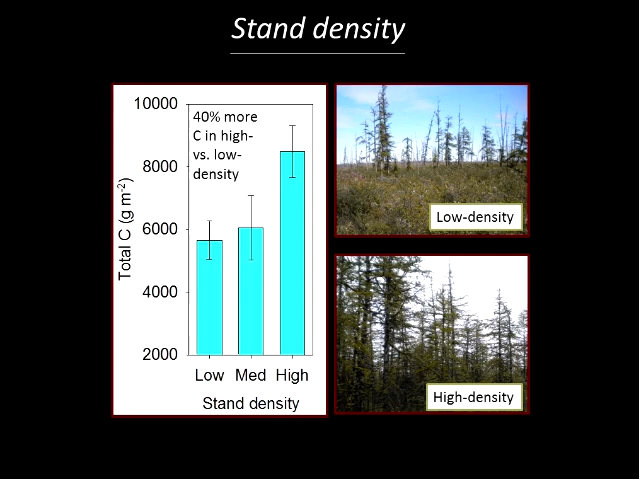 Stand density
10000
8000
6000
4000
2000
Total C (g m-2)
40% more
C in high-
vs. low-
density
Low Med High
Stand density
Low-density
High-density